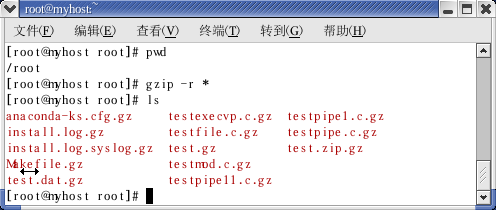 root@myhost:~
文件(F) 编辑(E) 查看(V) 终端(T) 转到(G) 帮助(H)
[root@myhost root]# pwd
/root
[root@myhost root]# gzip -r *
[root@myhost root]# ls
anaconda-ks.cfg.gz testexecvp.c.gz testpipe1.c.gz
install.log.gz testfile.c.gz testpipe.c.gz
install.log.syslog.gz test.gz test.zip.gz
Makefile.gz testmod.c.gz
test.dat.gz testpipe11.c.gz
[root@myhost root]#